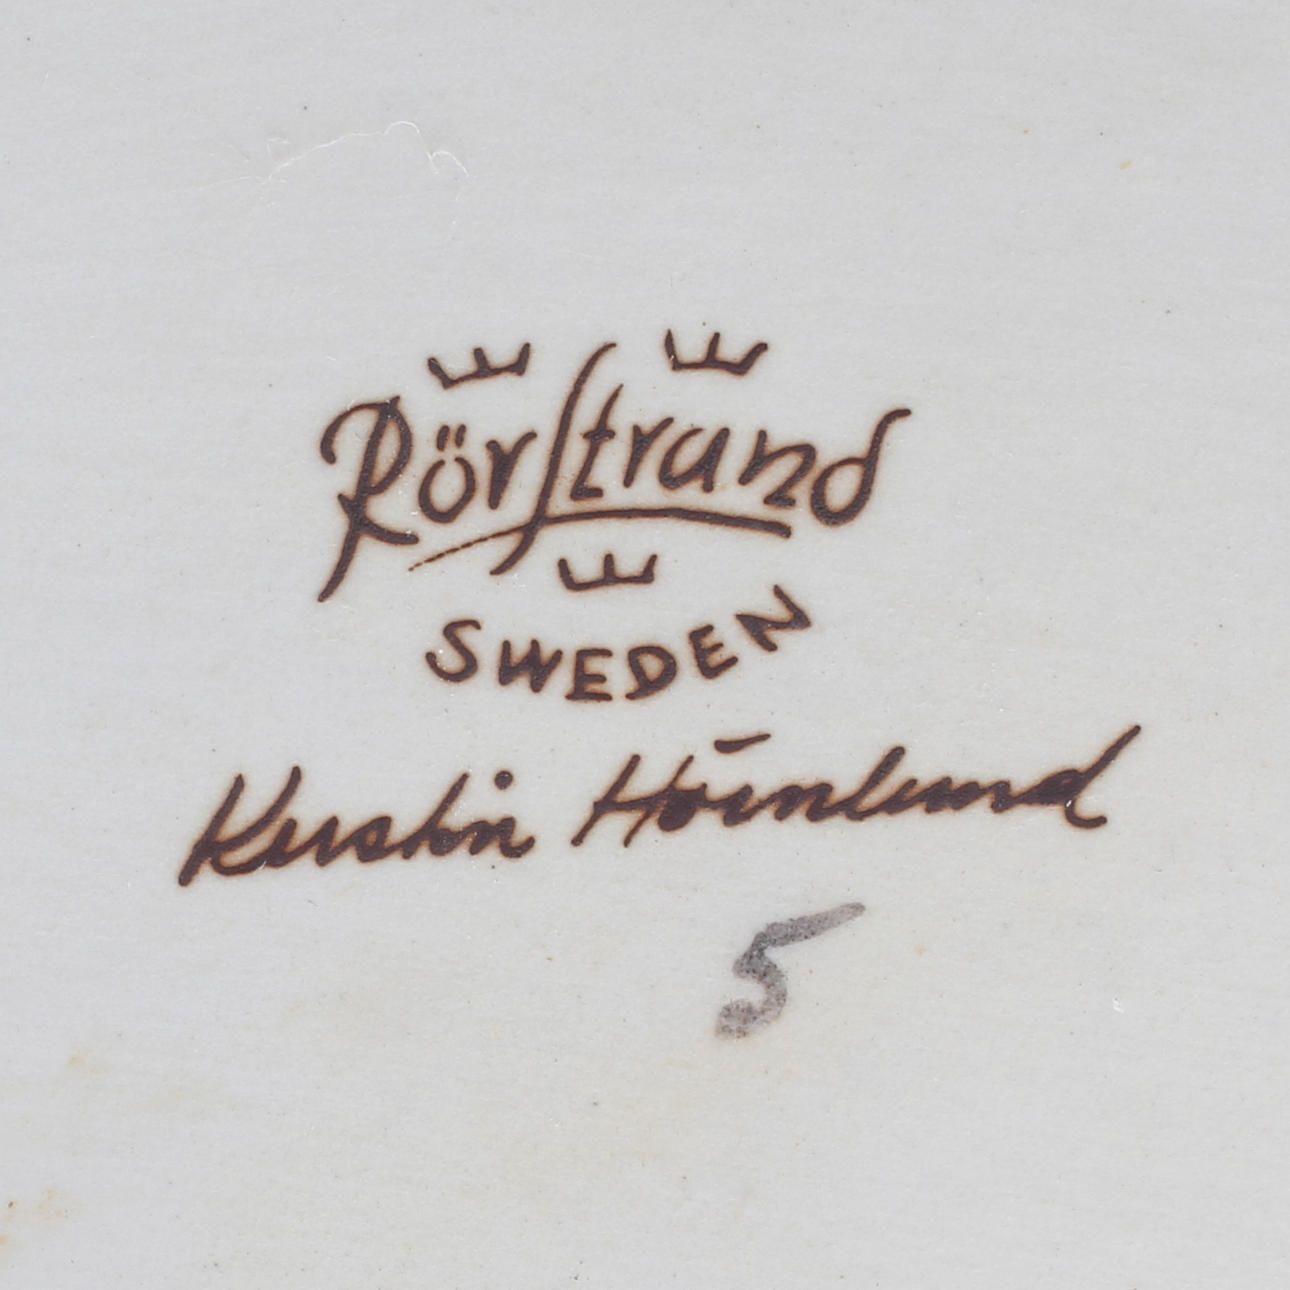 Rörstrand
SWEDEN
Kerstin Hörnlund
5